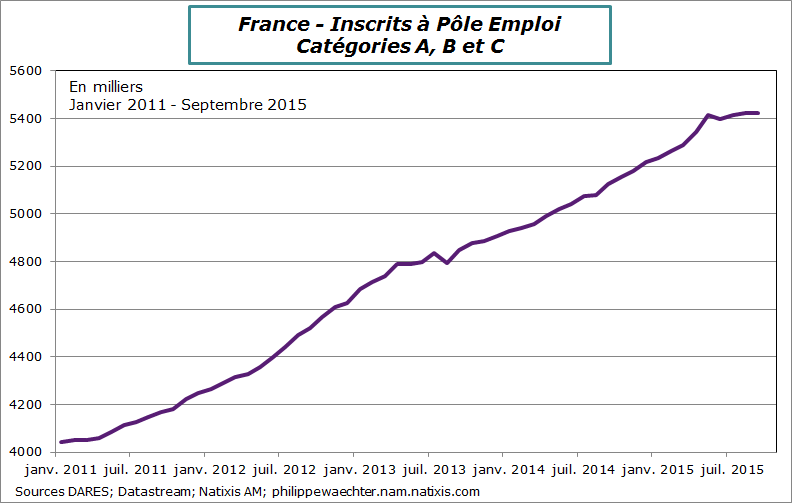 France - Inscrits à Pôle Emploi
Catégories A, B et C
En milliers
Janvier 2011 - Septembre 2015
5600
5400
5200
5000
4800
4600
4400
4200
4000
janv. 2011 juil. 2011 janv. 2012 juil. 2012 janv. 2013 juil. 2013 janv. 2014 juil. 2014 janv. 2015 juil. 2015
Sources DARES; Datastream; Natixis AM; philippewaechter.nam.natixis.com